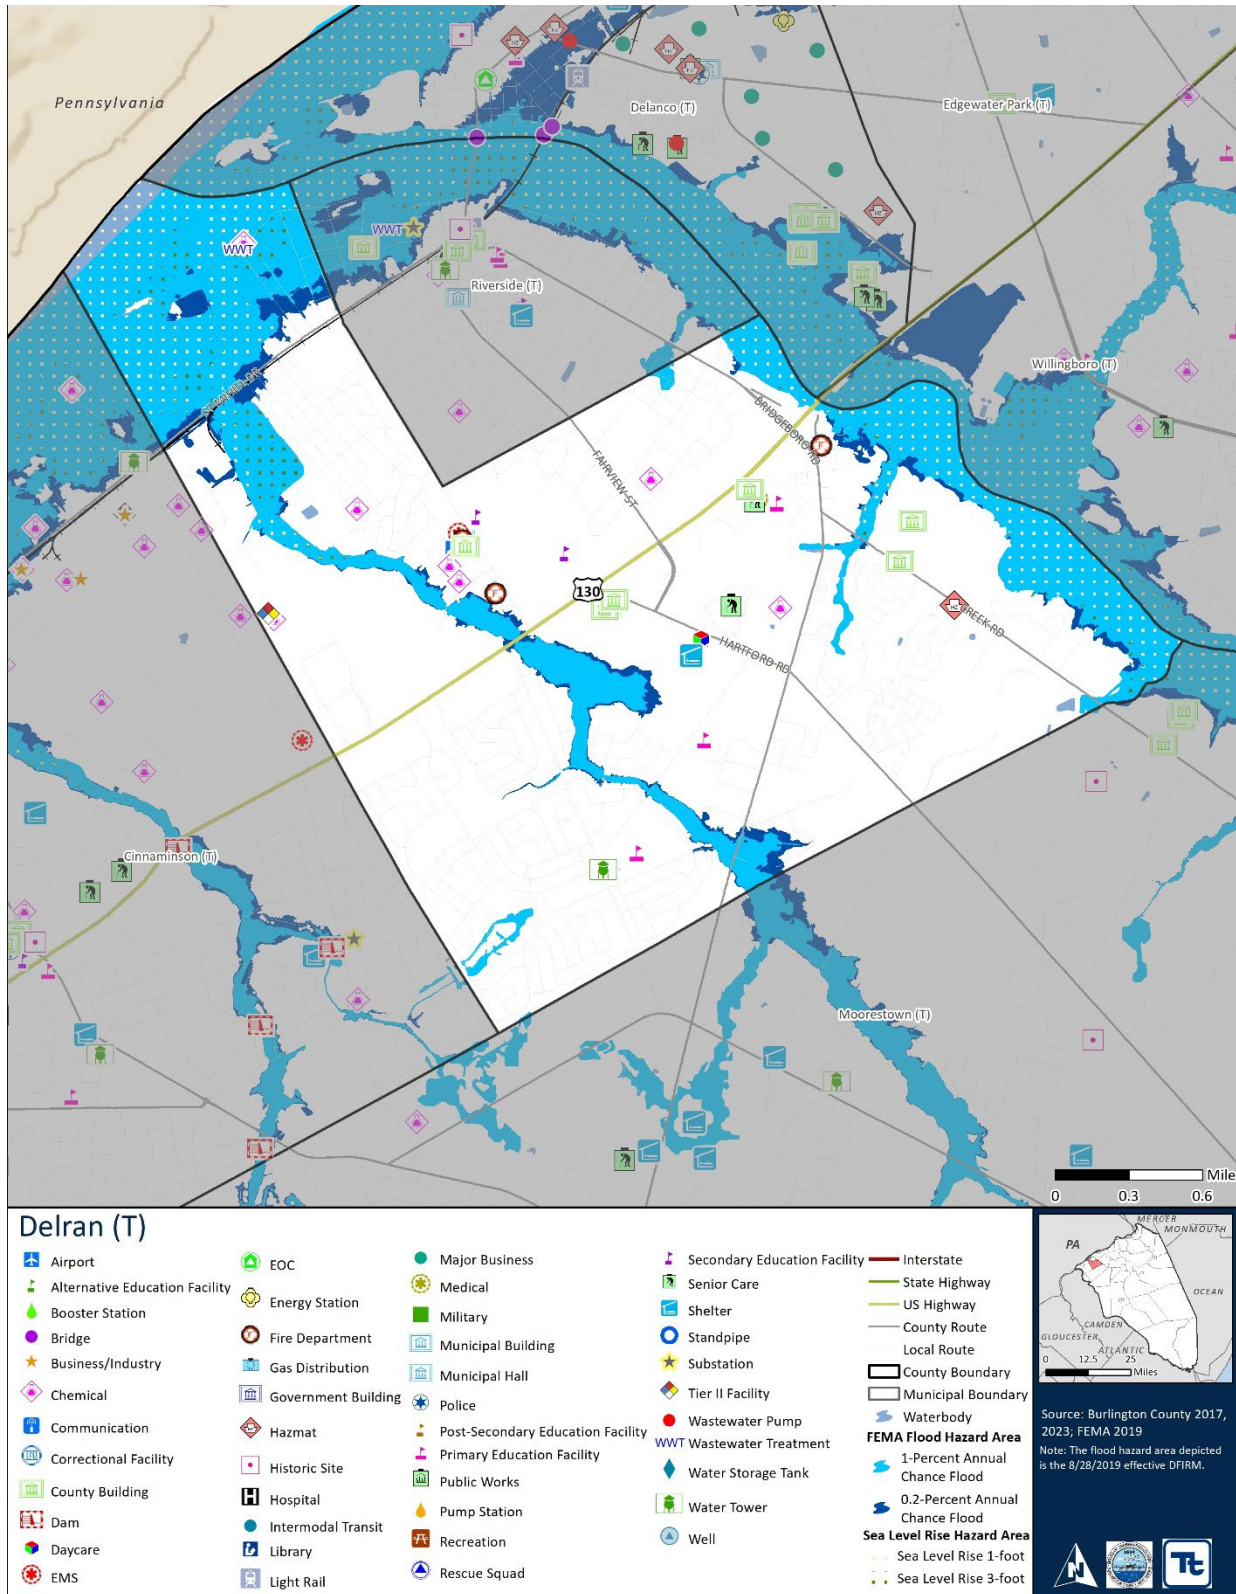 Pennsylvania
Delanco (T)
Edgewater Park (T)
WWT
WWT
Riverside (T)
Willingboro (T)
ST MIHIEL DR
BRIDGEBORO RD
FAIRVIEW ST
130
CREEK RD
HARTFORD RD
Cinnaminson (T)
Moorestown (T)
Mile
0 0.3 0.6
Delran (T)
Airport
Alternative Education Facility
Booster Station
Bridge
Business/Industry
Chemical
Communication
Correctional Facility
County Building
Dam
Daycare
EMS
EOC
Energy Station
Fire Department
Gas Distribution
Government Building
Hazmat
Historic Site
Hospital
Intermodal Transit
Library
Light Rail
Major Business
Medical
Military
Municipal Building
Municipal Hall
Police
Post-Secondary Education Facility
Primary Education Facility
Public Works
Pump Station
Recreation
Rescue Squad
Secondary Education Facility
Senior Care
Shelter
Standpipe
Substation
Tier II Facility
Wastewater Pump
WWT Wastewater Treatment
Water Storage Tank
Water Tower
Well
Interstate
State Highway
US Highway
County Route
Local Route
County Boundary
Municipal Boundary
Waterbody
FEMA Flood Hazard Area
1-Percent Annual
Chance Flood
0.2-Percent Annual
Chance Flood
Sea Level Rise Hazard Area
Sea Level Rise 1-foot
Sea Level Rise 3-foot
MERCER
MONMOUTH
PA
OCEAN
CAMDEN
GLOUCESTER
ATLANTIC
0 12.5 25
Miles
Source: Burlington County 2017,
2023; FEMA 2019
Note: The flood hazard area depicted
is the 8/28/2019 effective DFIRM.
N
Tt